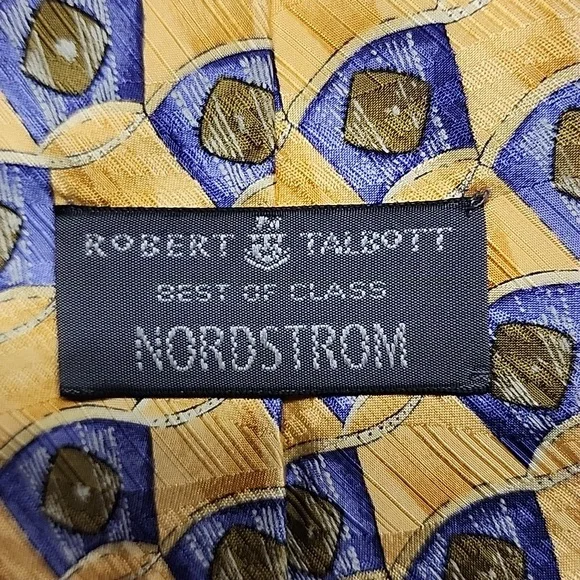 ROBERT TALBOTT
BEST OF CLASS
NORDSTROM